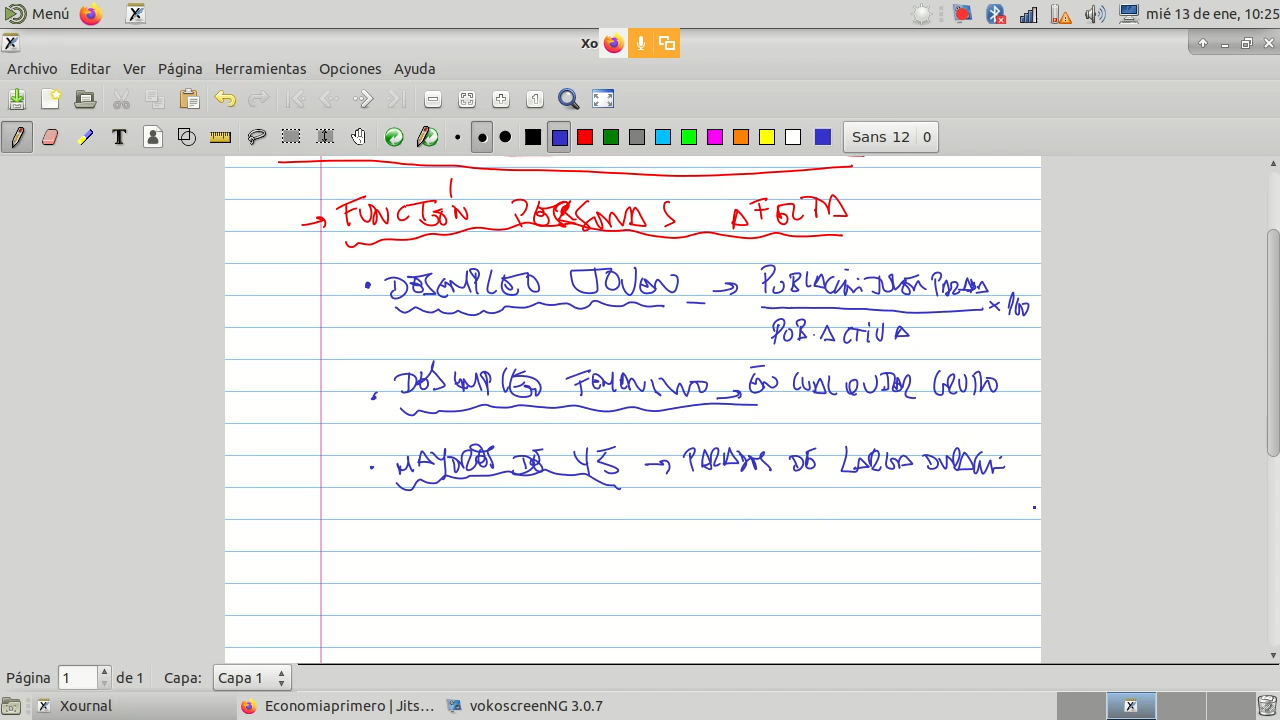 Menú
mié 13 de ene, 10:25
Xo
Archivo Editar Ver Página Herramientas Opciones Ayuda
Sans 12 0
→ FUNCIÓN PERSONAS AFECTA
• DESEMPLEO JOVEN _ → POBLACIÓN JOVEN PARADA × 100
POB. ACTIVA
• DESEMPLEO FEMENINO → EN CUALQUIER GRUPO
• MAYORES DE 45 → PARADOS DE LARGA
Página 1 de 1 Capa: Capa 1
Xournal Economiaprimero | Jits... vokoscreenNG 3.0.7